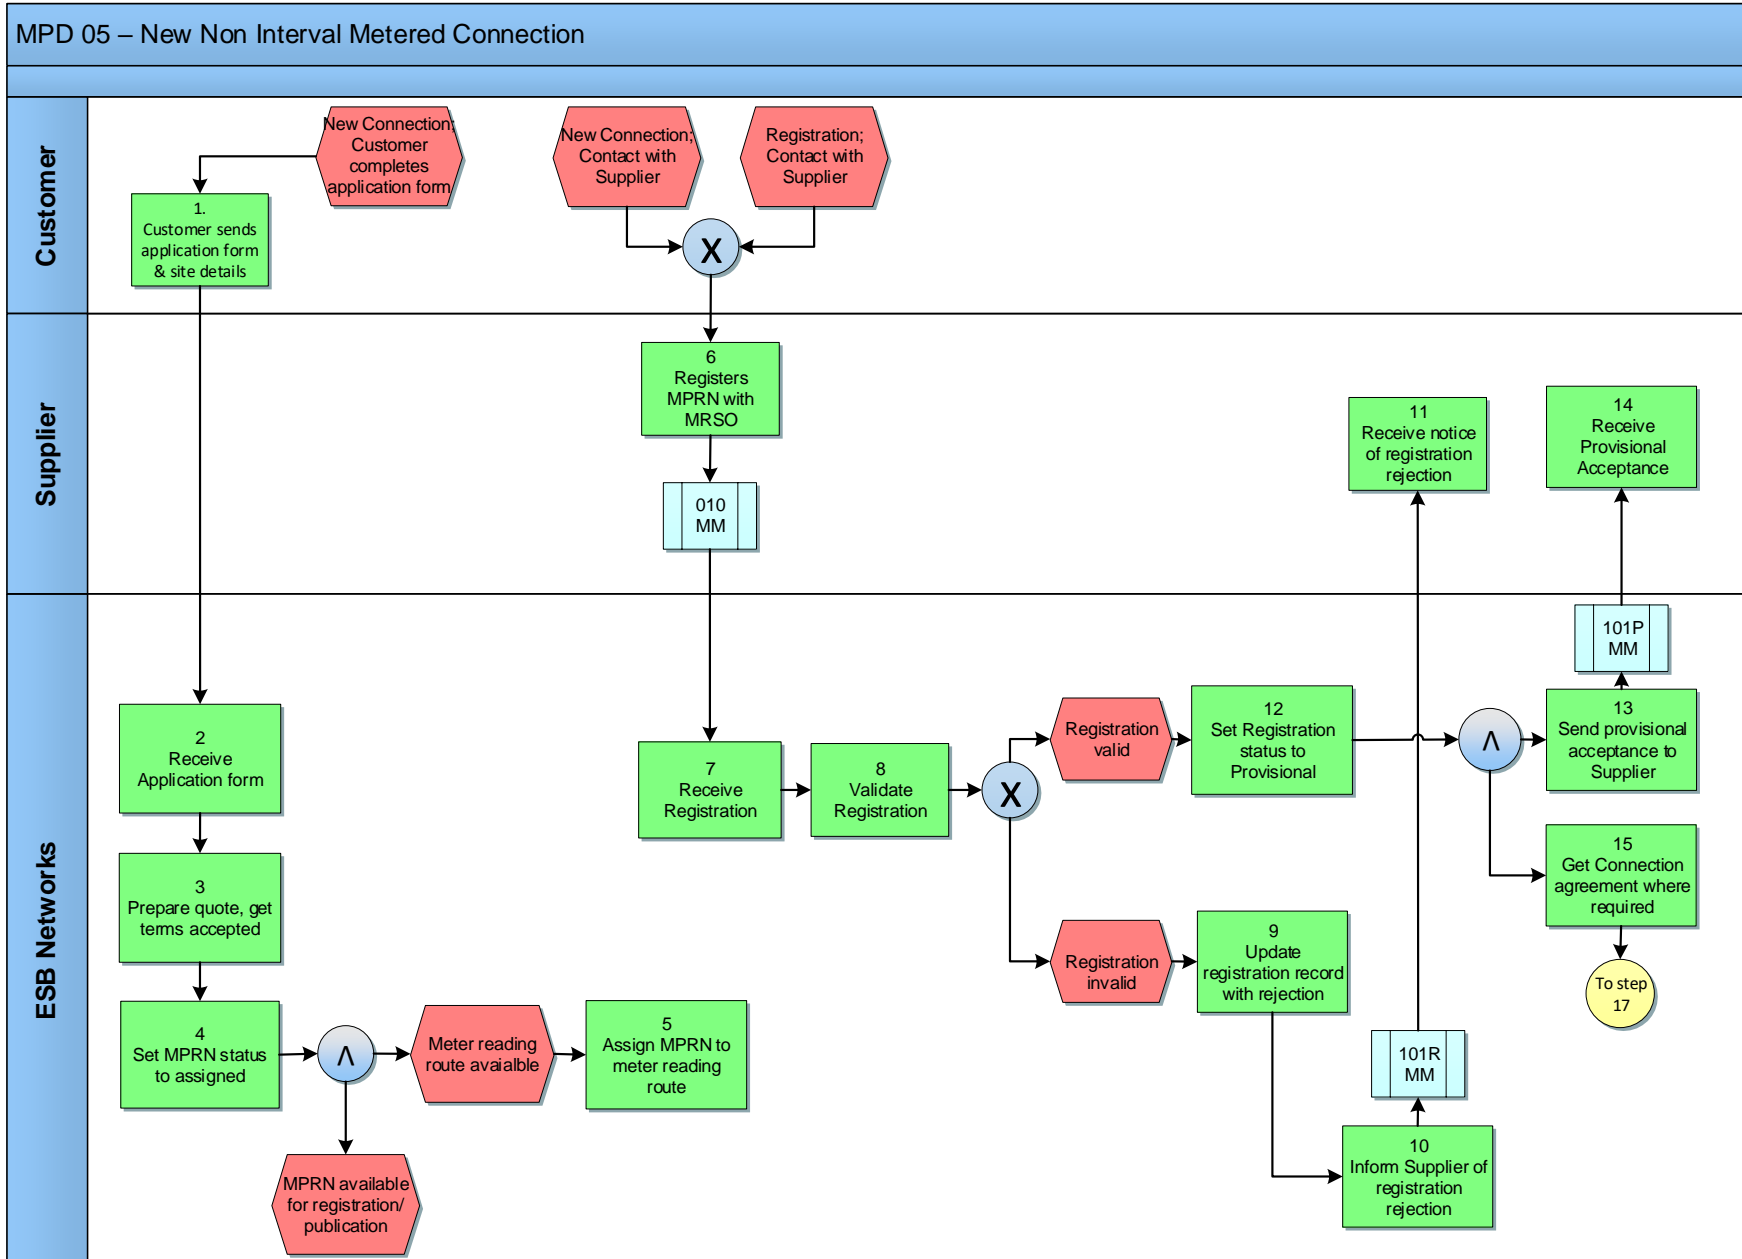 MPD 05 – New Non Interval Metered Connection
Customer
New Connection;
Customer
completes
application form
New Connection;
Contact with
Supplier
Registration;
Contact with
Supplier
1.
Customer sends
application form
& site details
X
Supplier
6
Registers
MPRN with
MRSO
010
MM
11
Receive notice
of registration
rejection
14
Receive
Provisional
Acceptance
ESB Networks
101P
MM
2
Receive
Application form
7
Receive
Registration
8
Validate
Registration
X
Registration
valid
12
Set Registration
status to
Provisional
Λ
13
Send provisional
acceptance to
Supplier
15
Get Connection
agreement where
required
To step
17
3
Prepare quote, get
terms accepted
Registration
invalid
9
Update
registration record
with rejection
4
Set MPRN status
to assigned
Λ
Meter reading
route avaialble
5
Assign MPRN to
meter reading
route
101R
MM
10
Inform Supplier of
registration
rejection
MPRN available
for registration/
publication